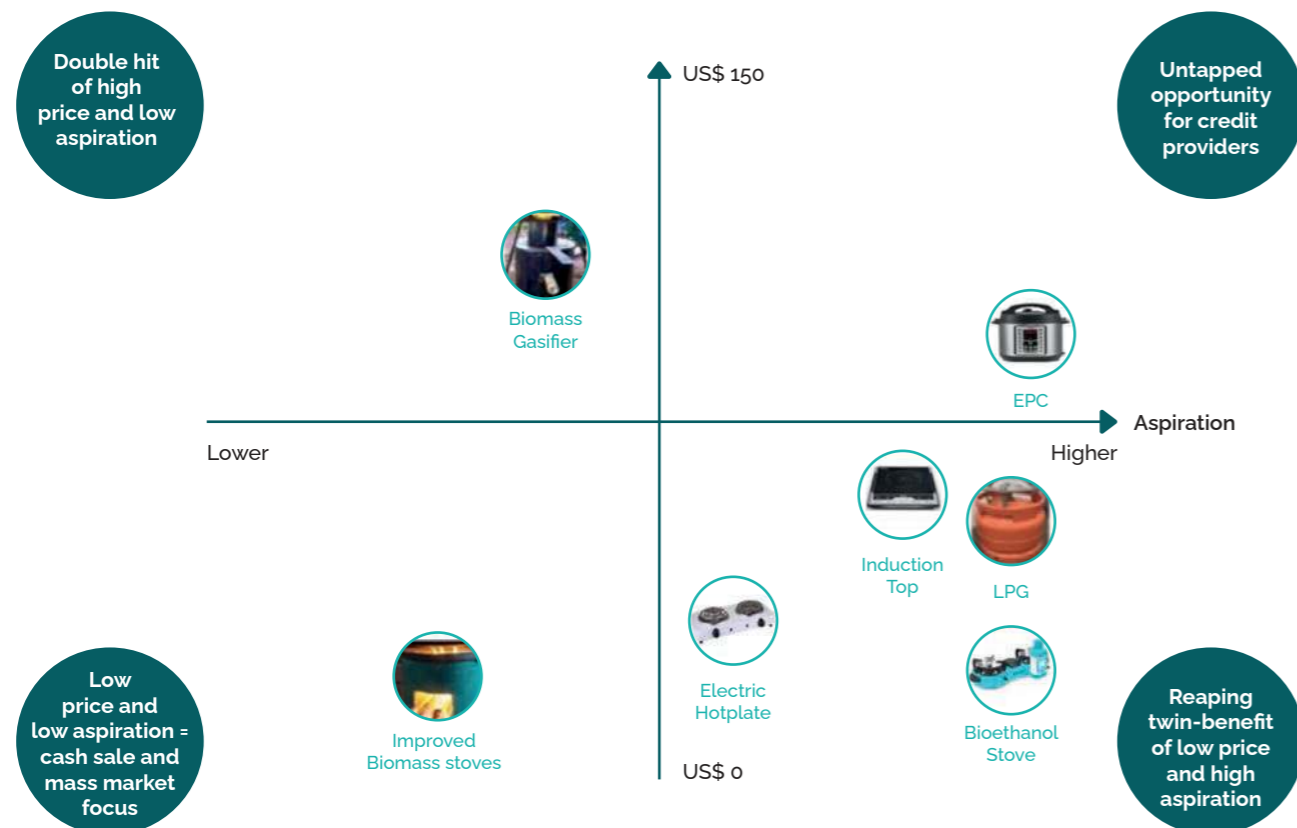 Double hit
of high
price and low
aspiration
US$ 150
Untapped
opportunity
for credit
providers
Biomass
Gasifier
EPC
Aspiration
Lower
Higher
Induction
Top
LPG
Low
price and
low aspiration =
cash sale and
mass market
focus
Improved
Biomass stoves
Electric
Hotplate
Bioethanol
Stove
US$ 0
Reaping
twin-benefit
of low price
and high
aspiration